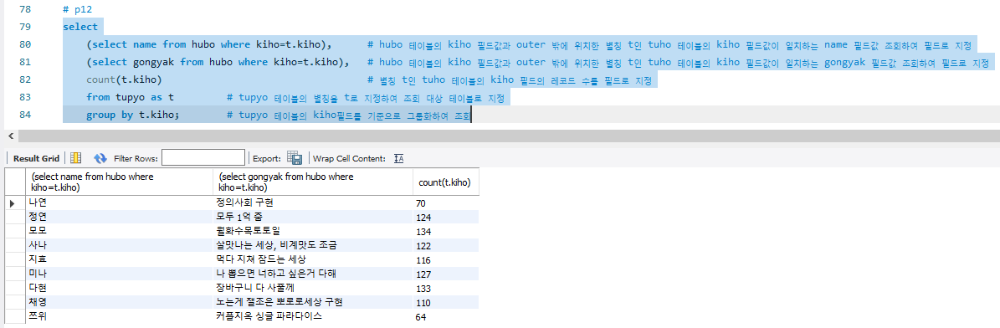 78 # p12
79 select
80 (select name from hubo where kiho=t.kiho), # hubo 테이블의 kiho 필드값과 outer 밖에 위치한 별칭 t인 tuho 테이블의 kiho 필드값이 일치하는 name 필드값 조회하여 필드로 지정
81 (select gongyak from hubo where kiho=t.kiho), # hubo 테이블의 kiho 필드값과 outer 밖에 위치한 별칭 t인 tuho 테이블의 kiho 필드값이 일치하는 gongyak 필드값 조회하여 필드로 지정
82 count(t.kiho) # 별칭 t인 tuho 테이블의 kiho 필드의 레코드 수를 필드로 지정
83 from tupyo as t # tupyo 테이블의 별칭을 t로 지정하여 조회 대상 테이블로 지정
84 group by t.kiho; # tupyo 테이블의 kiho필드를 기준으로 그룹화하여 조회
Result Grid Filter Rows: Export: Wrap Cell Content:
(select name from hubo where kiho=t.kiho) (select gongyak from hubo where kiho=t.kiho) count(t.kiho)
나연 정의사회 구현 70
정연 모두 1억 줌 124
모모 월화수목토토일 134
사나 살맛나는 세상, 비계맛도 조금 122
지효 먹다 지쳐 잠드는 세상 116
미나 나 뽑으면 너하고 싶은거 다해 127
다현 장바구니 다 사줄께 133
채영 노는게 젤조은 뽀로로세상 구현 110
쯔위 커플지옥 싱글 파라다이스 64